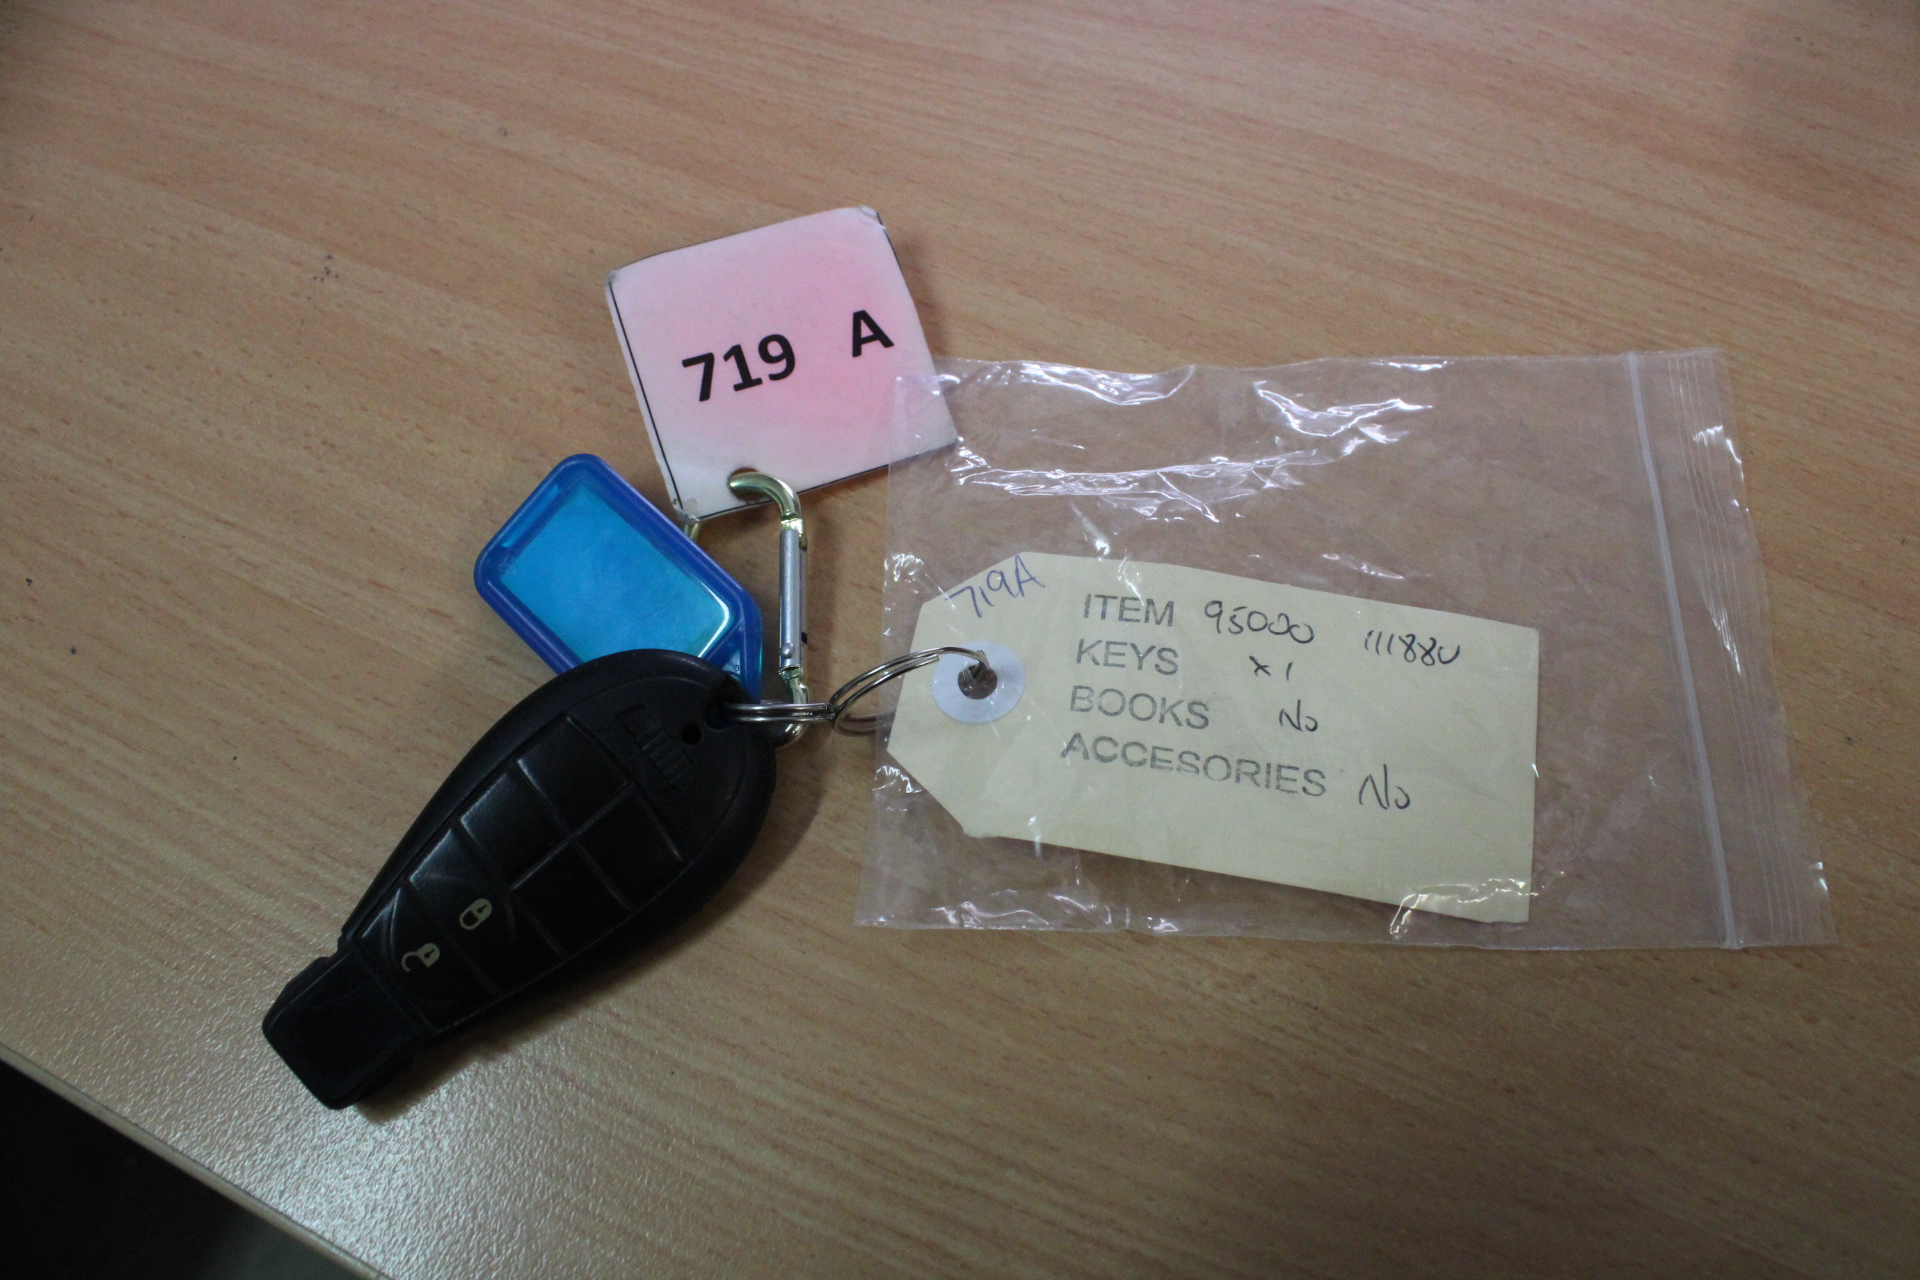 719 A
719A
ITEM 95000 111880
KEYS x1
BOOKS No
ACCESORIES No